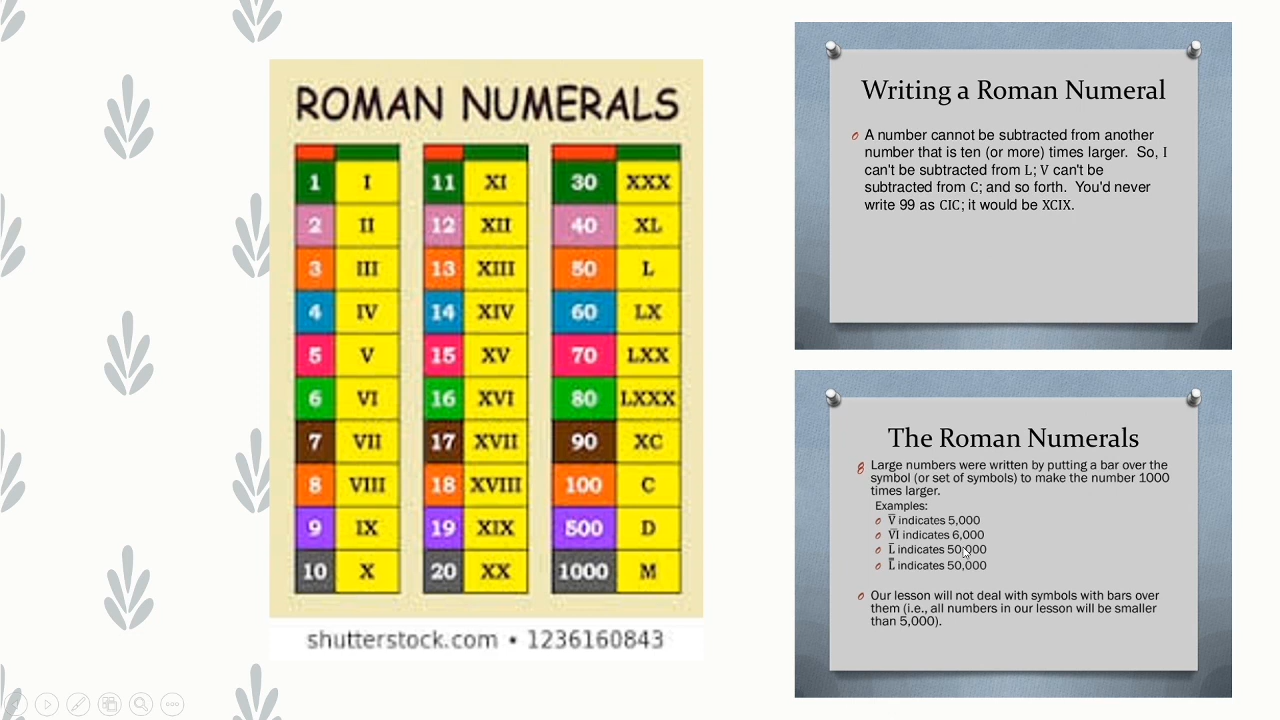 ROMAN NUMERALS
1 I 11 XI 30 XXX
2 II 12 XII 40 XL
3 III 13 XIII 50 L
4 IV 14 XIV 60 LX
5 V 15 XV 70 LXX
6 VI 16 XVI 80 LXXX
7 VII 17 XVII 90 XC
8 VIII 18 XVIII 100 C
9 IX 19 XIX 500 D
10 X 20 XX 1000 M
shutterstock.com • 1236160843
Writing a Roman Numeral
A number cannot be subtracted from another
number that is ten (or more) times larger. So, I
can't be subtracted from L; V can't be
subtracted from C; and so forth. You'd never
write 99 as CIC; it would be XCIX.
The Roman Numerals
Large numbers were written by putting a bar over the
symbol (or set of symbols) to make the number 1000
times larger.
Examples:
V̅ indicates 5,000
V̅I̅ indicates 6,000
L̅ indicates 50,000
L̅ indicates 50,000
Our lesson will not deal with symbols with bars over
them (i.e., all numbers in our lesson will be smaller
than 5,000).